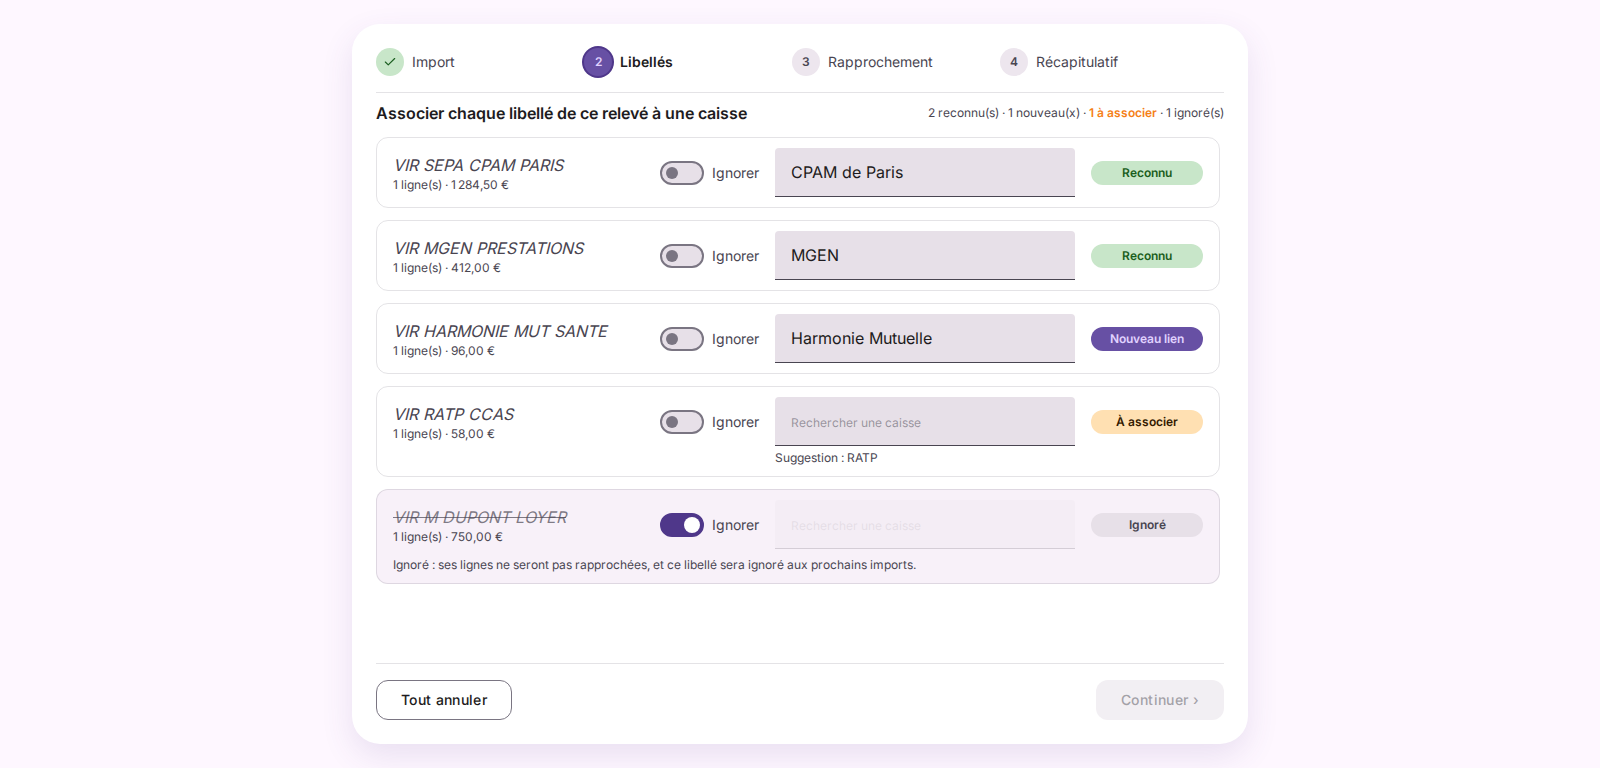 Import
2 Libellés
3 Rapprochement
4 Récapitulatif
Associer chaque libellé de ce relevé à une caisse
2 reconnu(s) · 1 nouveau(x) · 1 à associer · 1 ignoré(s)
VIR SEPA CPAM PARIS
1 ligne(s) · 1 284,50 €
Ignorer
CPAM de Paris
Reconnu
VIR MGEN PRESTATIONS
1 ligne(s) · 412,00 €
Ignorer
MGEN
Reconnu
VIR HARMONIE MUT SANTE
1 ligne(s) · 96,00 €
Ignorer
Harmonie Mutuelle
Nouveau lien
VIR RATP CCAS
1 ligne(s) · 58,00 €
Ignorer
Rechercher une caisse
À associer
Suggestion : RATP
VIR M DUPONT LOYER
1 ligne(s) · 750,00 €
Ignorer
Rechercher une caisse
Ignoré
Ignoré : ses lignes ne seront pas rapprochées, et ce libellé sera ignoré aux prochains imports.
Tout annuler
Continuer ›